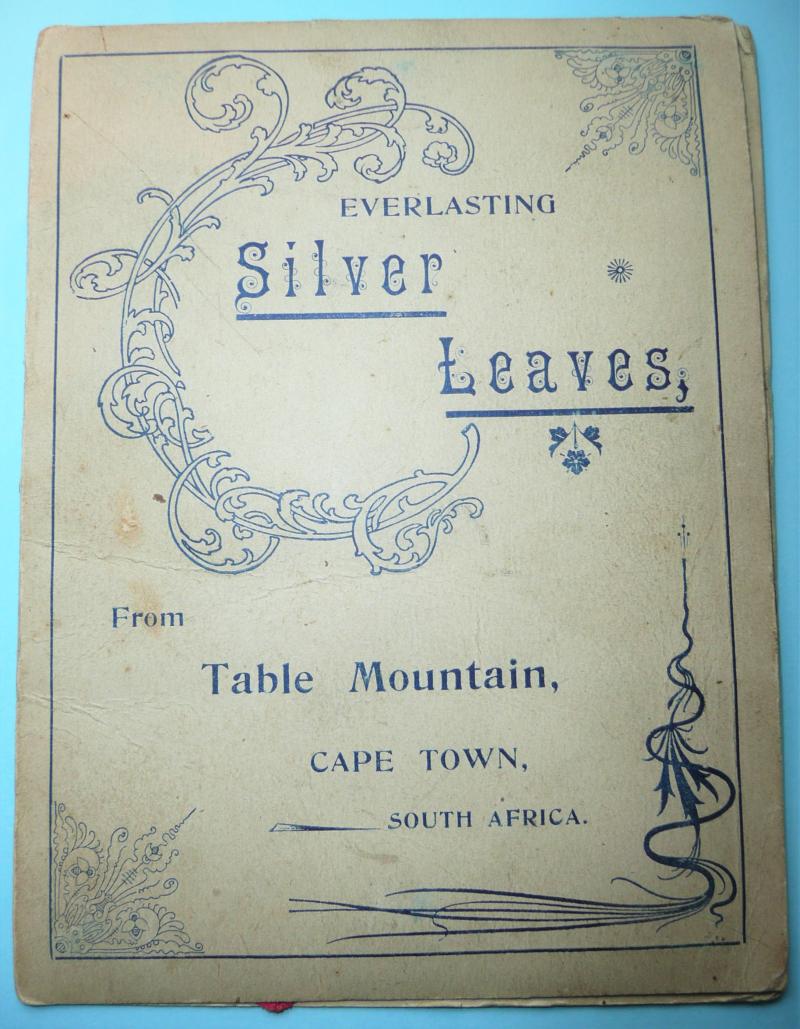 EVERLASTING
Silver
Leaves,
From
Table Mountain,
CAPE TOWN,
SOUTH AFRICA.